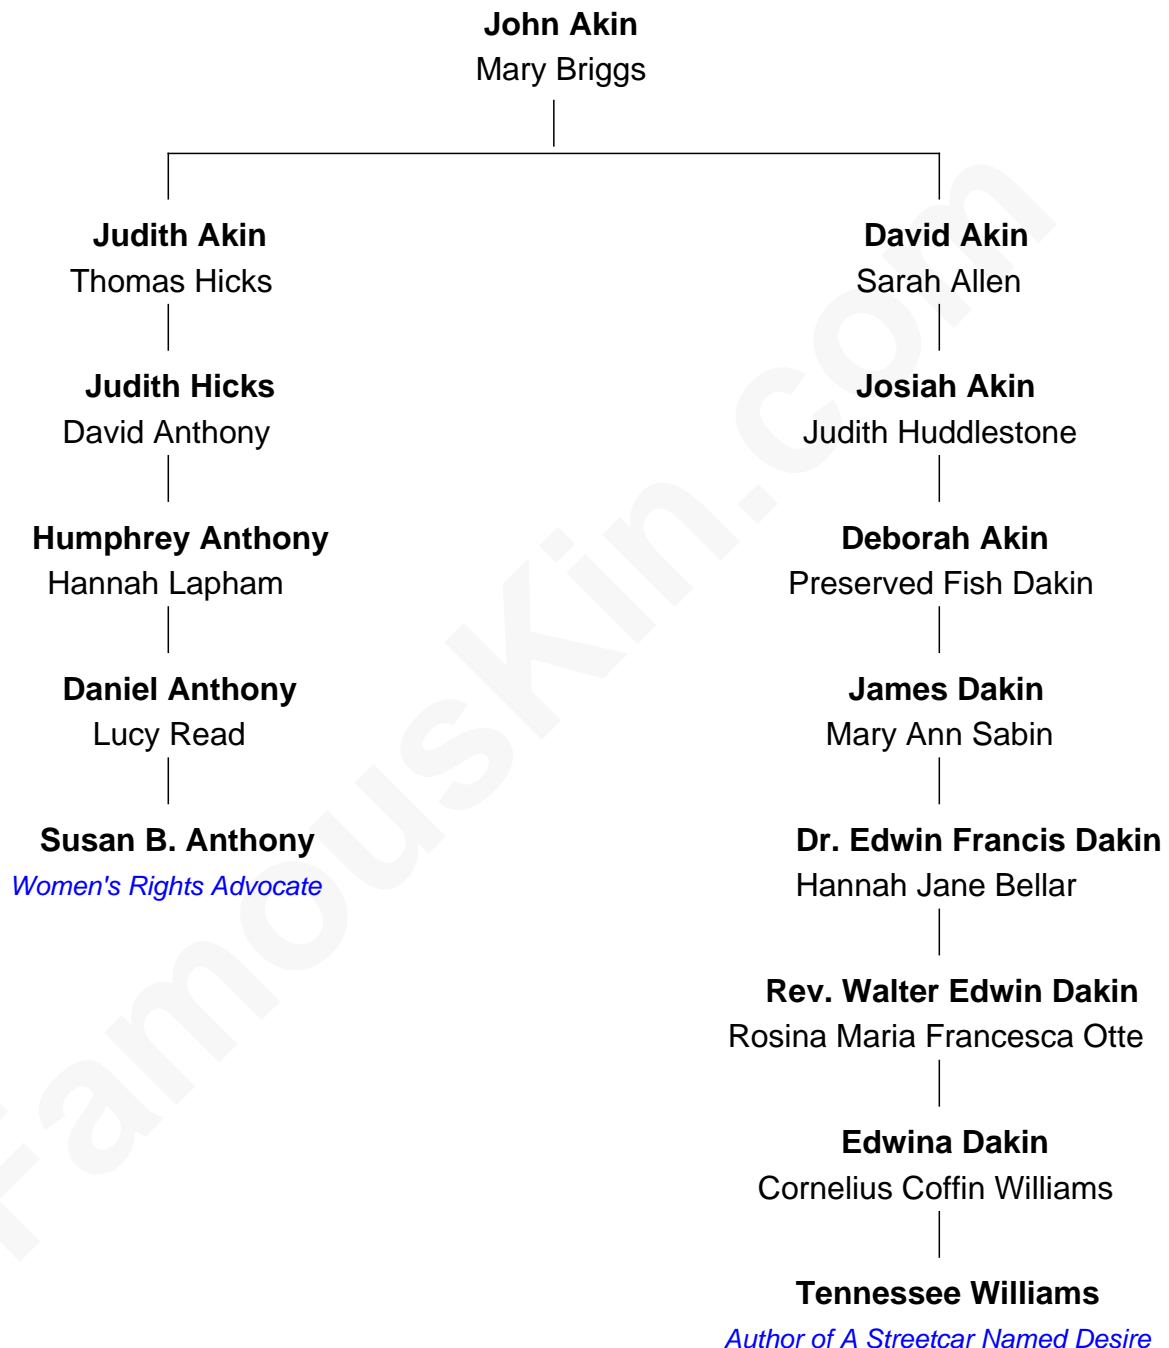 John Akin
Mary Briggs
Judith Akin
Thomas Hicks
Judith Hicks
David Anthony
Humphrey Anthony
Hannah Lapham
Daniel Anthony
Lucy Read
Susan B. Anthony
Women's Rights Advocate
David Akin
Sarah Allen
Josiah Akin
Judith Huddlestone
Deborah Akin
Preserved Fish Dakin
James Dakin
Mary Ann Sabin
Dr. Edwin Francis Dakin
Hannah Jane Bellar
Rev. Walter Edwin Dakin
Rosina Maria Francesca Otte
Edwina Dakin
Cornelius Coffin Williams
Tennessee Williams
Author of A Streetcar Named Desire
FamousKin.com